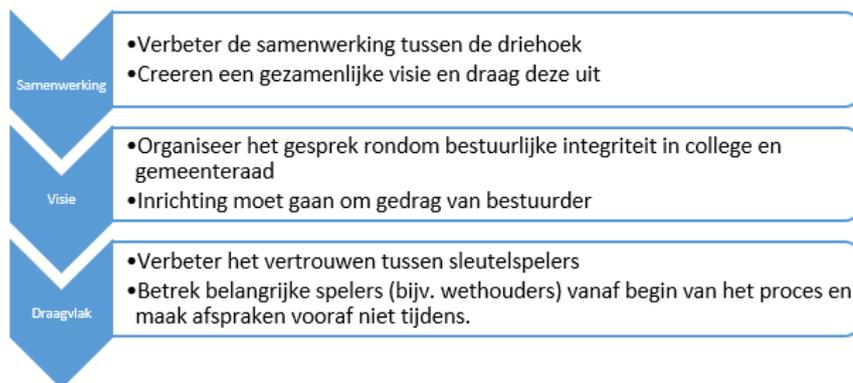 Samenwerking
•Verbeter de samenwerking tussen de driehoek
•Creeren een gezamenlijke visie en draag deze uit
Visie
•Organiseer het gesprek rondom bestuurlijke integriteit in college en
gemeenteraad
•Inrichting moet gaan om gedrag van bestuurder
Draagvlak
•Verbeter het vertrouwen tussen sleutelspelers
•Betrek belangrijke spelers (bijv. wethouders) vanaf begin van het proces en
maak afspraken vooraf niet tijdens.